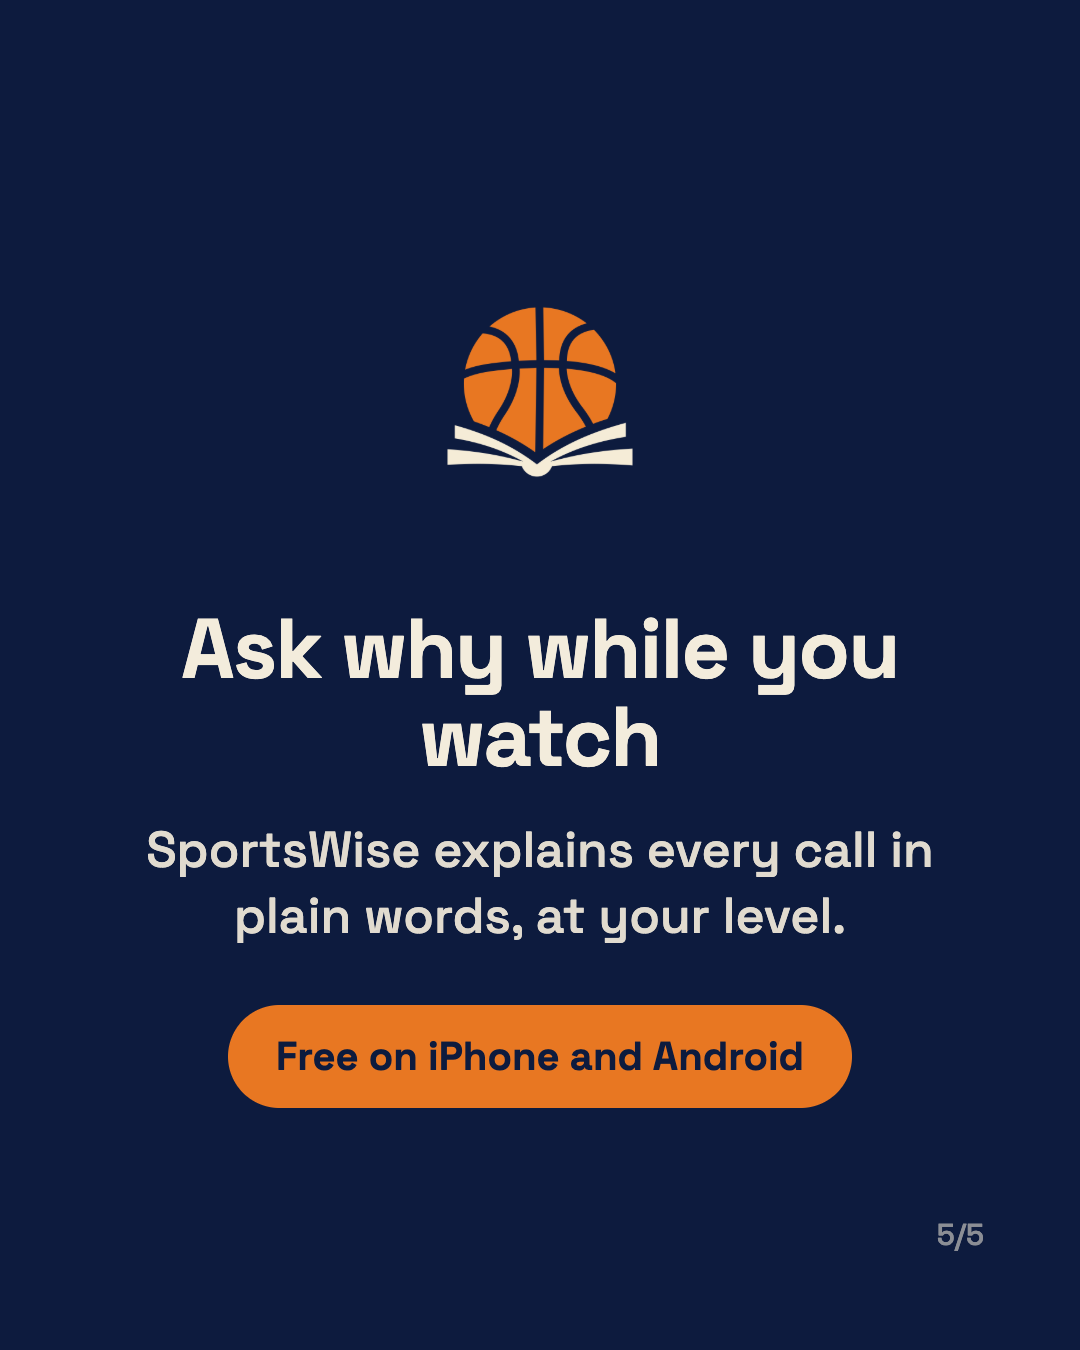 Ask why while you
watch
SportsWise explains every call in
plain words, at your level.
Free on iPhone and Android
5/5